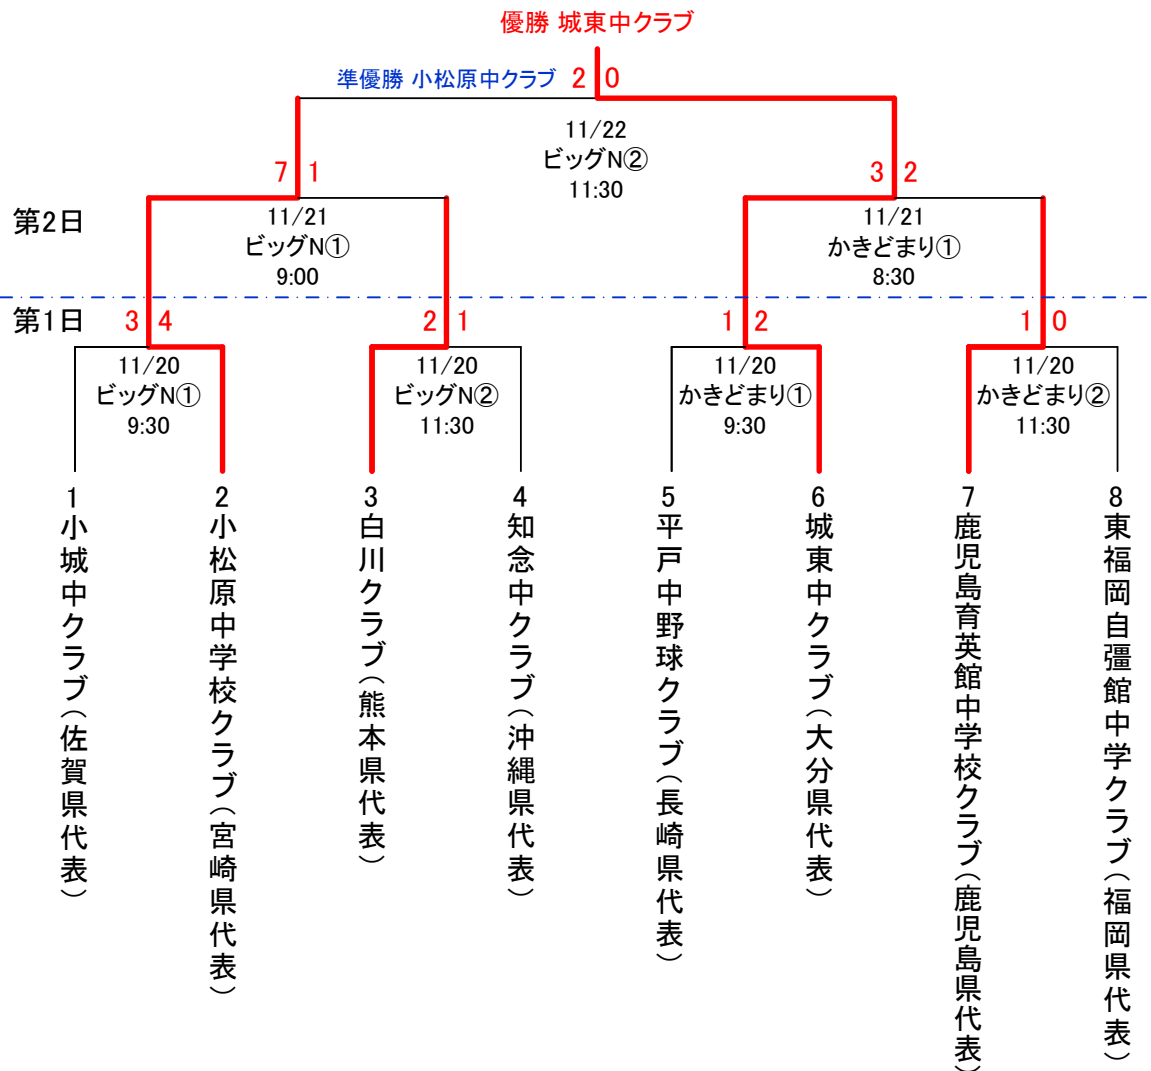 優勝 城東中クラブ
準優勝 小松原中クラブ
2 0
11/22
ビッグN②
11:30
7 1
3 2
第2日
11/21
ビッグN①
9:00
11/21
かきどまり①
8:30
第1日
3 4
2 1
1 2
1 0
11/20
ビッグN①
9:30
11/20
ビッグN②
11:30
11/20
かきどまり①
9:30
11/20
かきどまり②
11:30
1
小城中クラブ(佐賀県代表)
2
小松原中学校クラブ(宮崎県代表)
3
白川クラブ(熊本県代表)
4
知念中クラブ(沖縄県代表)
5
平戸中野球クラブ(長崎県代表)
6
城東中クラブ(大分県代表)
7
鹿児島育英館中学校クラブ(鹿児島県代表)
8
東福岡自彊館中学クラブ(福岡県代表)